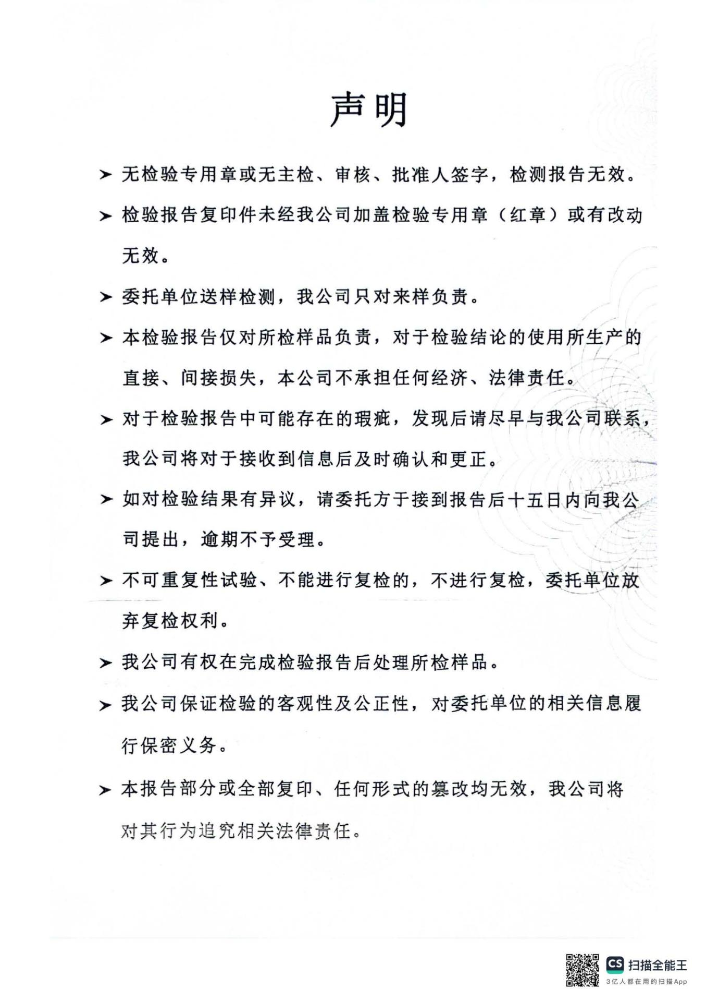 声明
➢ 无检验专用章或无主检、审核、批准人签字，检测报告无效。
➢ 检验报告复印件未经我公司加盖检验专用章（红章）或有改动
无效。
➢ 委托单位送样检测，我公司只对来样负责。
➢ 本检验报告仅对所检样品负责，对于检验结论的使用所生产的
直接、间接损失，本公司不承担任何经济、法律责任。
➢ 对于检验报告中可能存在的瑕疵，发现后请尽早与我公司联系，
我公司将对于接收到信息后及时确认和更正。
➢ 如对检验结果有异议，请委托方于接到报告后十五日内向我公
司提出，逾期不予受理。
➢ 不可重复性试验、不能进行复检的，不进行复检，委托单位放
弃复检权利。
➢ 我公司有权在完成检验报告后处理所检样品。
➢ 我公司保证检验的客观性及公正性，对委托单位的相关信息履
行保密义务。
➢ 本报告部分或全部复印、任何形式的篡改均无效，我公司将
对其行为追究相关法律责任。
CS 扫描全能王
3亿人都在用的扫描App